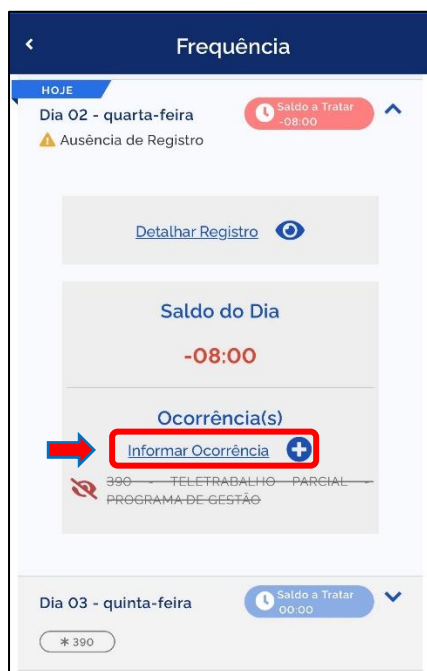 Frequência
HOJE
Dia 02 - quarta-feira
Saldo a Tratar
-08:00
Ausência de Registro
Detalhar Registro
Saldo do Dia
-08:00
Ocorrência(s)
Informar Ocorrência
390 - TELETRABALHO PARCIAL -
PROGRAMA DE GESTÃO
Dia 03 - quinta-feira
Saldo a Tratar
00:00
* 390